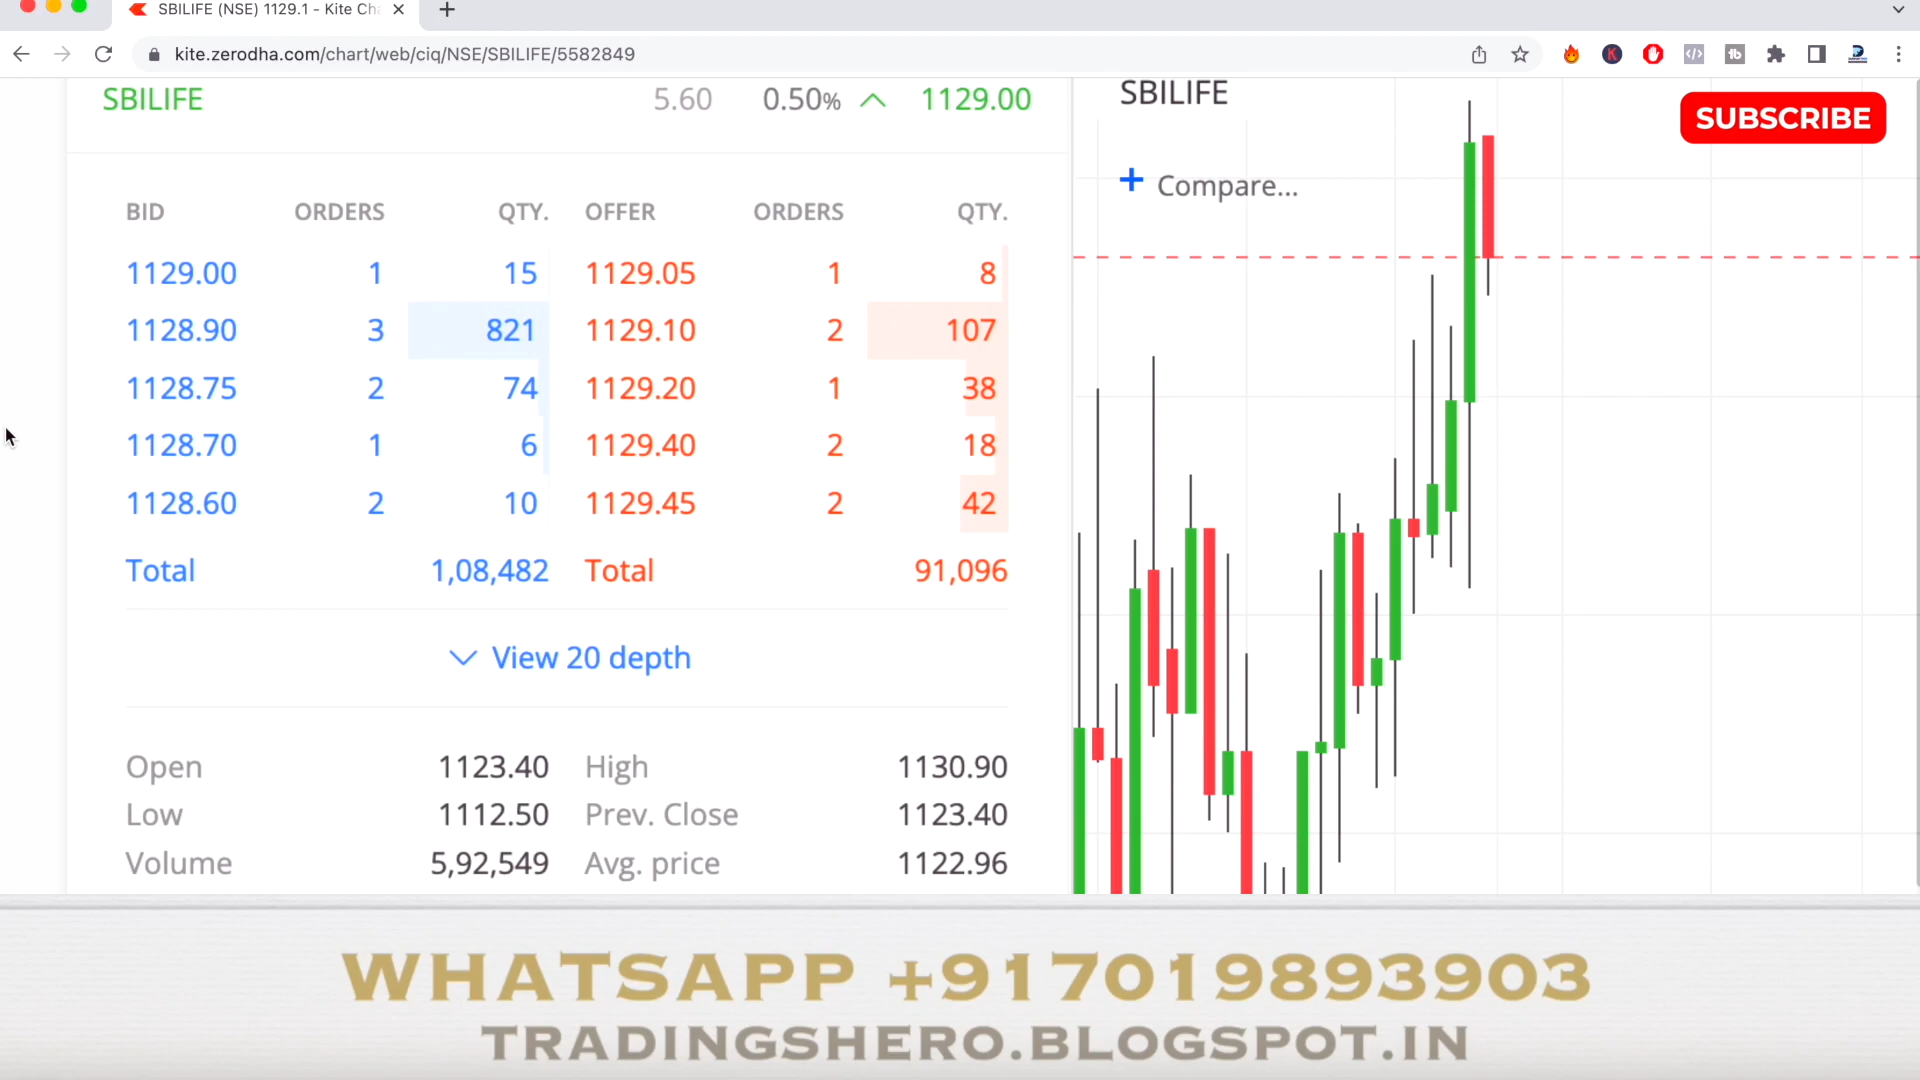 SBILIFE (NSE) 1129.1 - Kite Cha
kite.zerodha.com/chart/web/ciq/NSE/SBILIFE/5582849
SBILIFE 5.60 0.50% 1129.00
BID ORDERS QTY. OFFER ORDERS QTY.
1129.00 1 15 1129.05 1 8
1128.90 3 821 1129.10 2 107
1128.75 2 74 1129.20 1 38
1128.70 1 6 1129.40 2 18
1128.60 2 10 1129.45 2 42
Total 1,08,482 Total 91,096
View 20 depth
Open 1123.40 High 1130.90
Low 1112.50 Prev. Close 1123.40
Volume 5,92,549 Avg. price 1122.96
SBILIFE
+ Compare...
SUBSCRIBE
WHATSAPP +917019893903
TRADINGSHERO.BLOGSPOT.IN